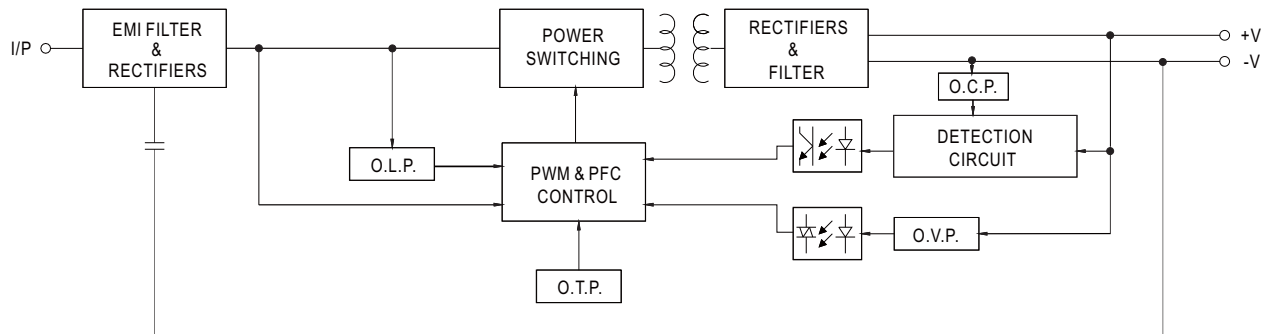 I/P
EMI FILTER
&
RECTIFIERS
POWER
SWITCHING
RECTIFIERS
&
FILTER
+V
-V
O.C.P.
DETECTION
CIRCUIT
O.L.P.
PWM & PFC
CONTROL
O.V.P.
O.T.P.